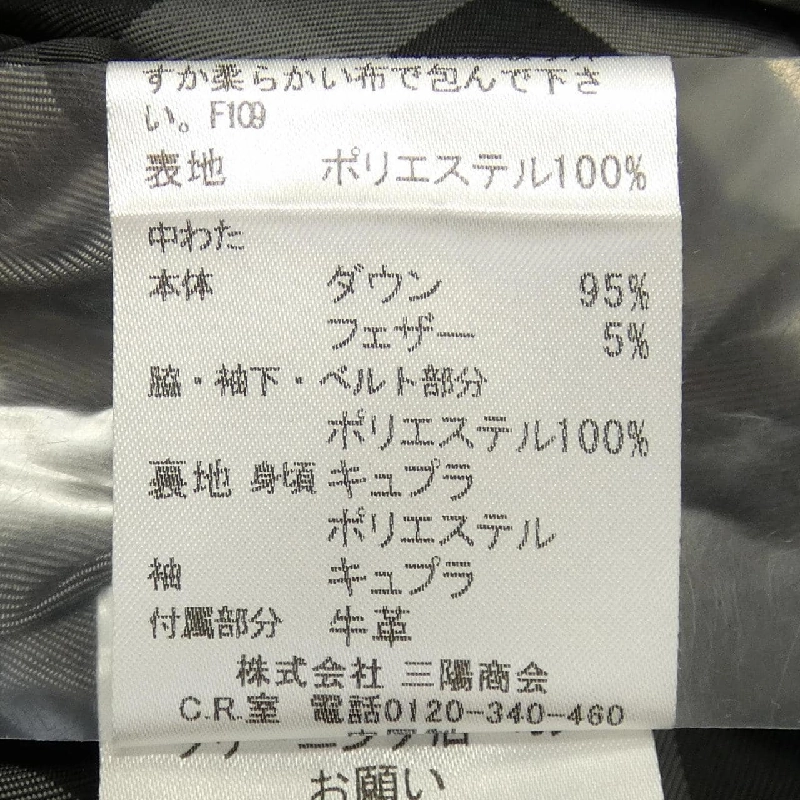 すか柔らかい布で包んで下さ
い。F109
表地 ポリエステル100%
中わた
本体 ダウン 95%
フェザー 5%
脇・袖下・ベルト部分
ポリエステル100%
裏地 身頃 キュプラ
ポリエステル
袖 キュプラ
付属部分 牛革
株式会社 三陽商会
C.R.室 電話0120-340-460
お願い